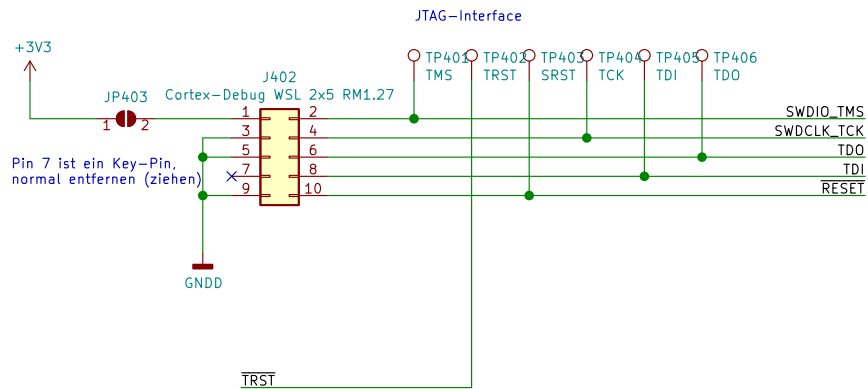 JTAG-Interface
+3V3
TP401 TP402 TP403 TP404 TP405 TP406
TMS TRST SRST TCK TDI TDO
J402
JP403
Cortex-Debug WSL 2x5 RM1.27
1 2
1 2
SWDIO_TMS
3 4
SWDCLK_TCK
5 6
TDO
Pin 7 ist ein Key-Pin,
normal entfernen (ziehen)
7 8
TDI
9 10
RESET
GNDD
TRST